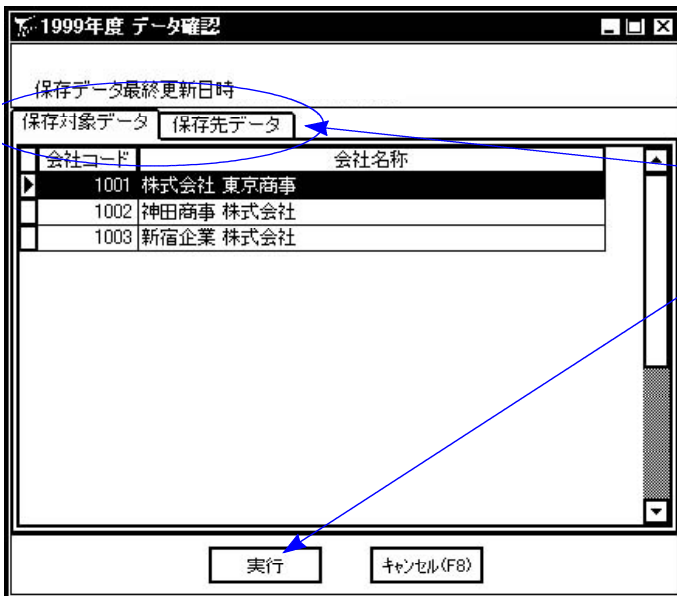 1999年度 データ確認
保存データ最終更新日時
保存対象データ 保存先データ
会社コード 会社名称
1001 株式会社 東京商事
1002 神田商事 株式会社
1003 新宿企業 株式会社
実行 キャンセル(F8)